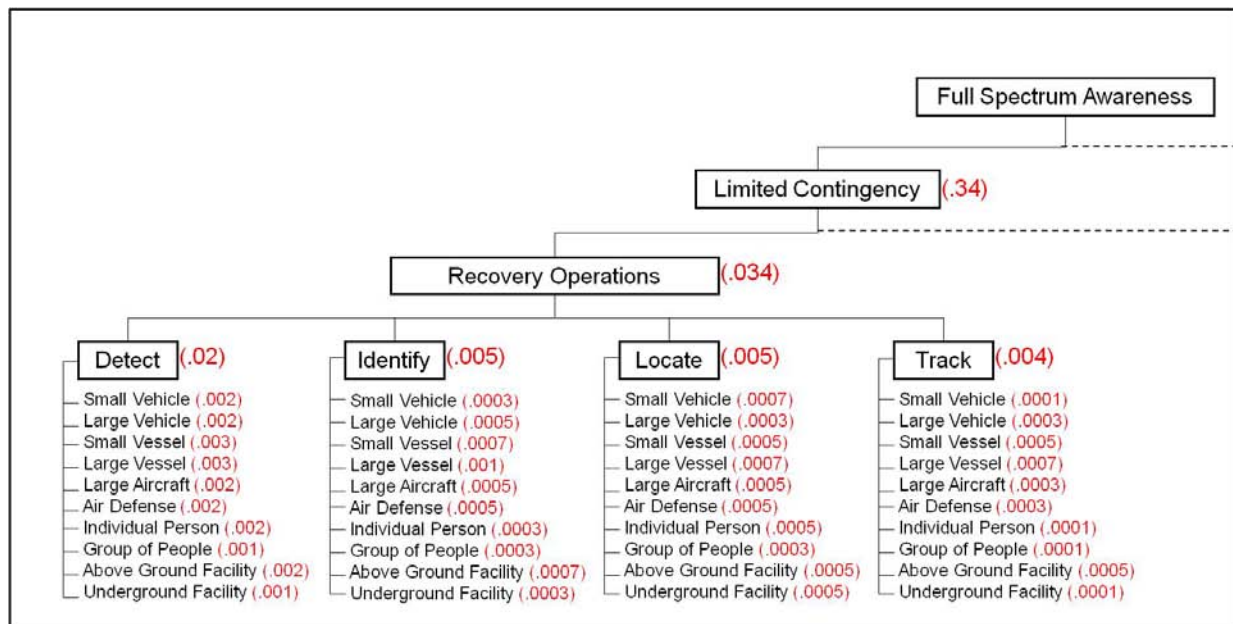 Full Spectrum Awareness
Limited Contingency (.34)
Recovery Operations (.034)
Detect (.02)
Small Vehicle (.002)
Large Vehicle (.002)
Small Vessel (.003)
Large Vessel (.003)
Large Aircraft (.002)
Air Defense (.002)
Individual Person (.002)
Group of People (.001)
Above Ground Facility (.002)
Underground Facility (.001)
Identify (.005)
Small Vehicle (.0003)
Large Vehicle (.0005)
Small Vessel (.0007)
Large Vessel (.001)
Large Aircraft (.0005)
Air Defense (.0005)
Individual Person (.0003)
Group of People (.0003)
Above Ground Facility (.0007)
Underground Facility (.0003)
Locate (.005)
Small Vehicle (.0007)
Large Vehicle (.0003)
Small Vessel (.0005)
Large Vessel (.0007)
Large Aircraft (.0005)
Air Defense (.0005)
Individual Person (.0005)
Group of People (.0003)
Above Ground Facility (.0005)
Underground Facility (.0005)
Track (.004)
Small Vehicle (.0001)
Large Vehicle (.0003)
Small Vessel (.0005)
Large Vessel (.0007)
Large Aircraft (.0003)
Air Defense (.0003)
Individual Person (.0001)
Group of People (.0001)
Above Ground Facility (.0005)
Underground Facility (.0001)